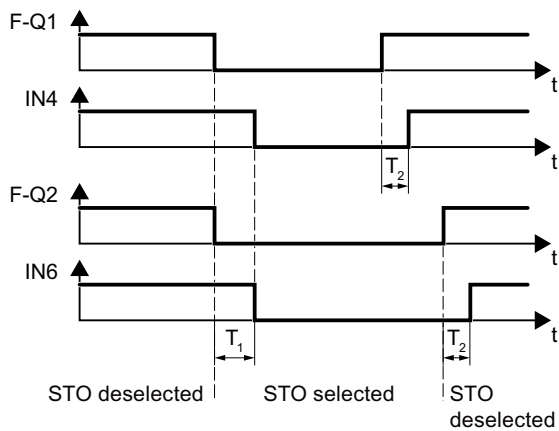 F-Q1
t
IN4
t
T2
F-Q2
t
IN6
t
T1
T2
STO deselected
STO selected
STO
deselected